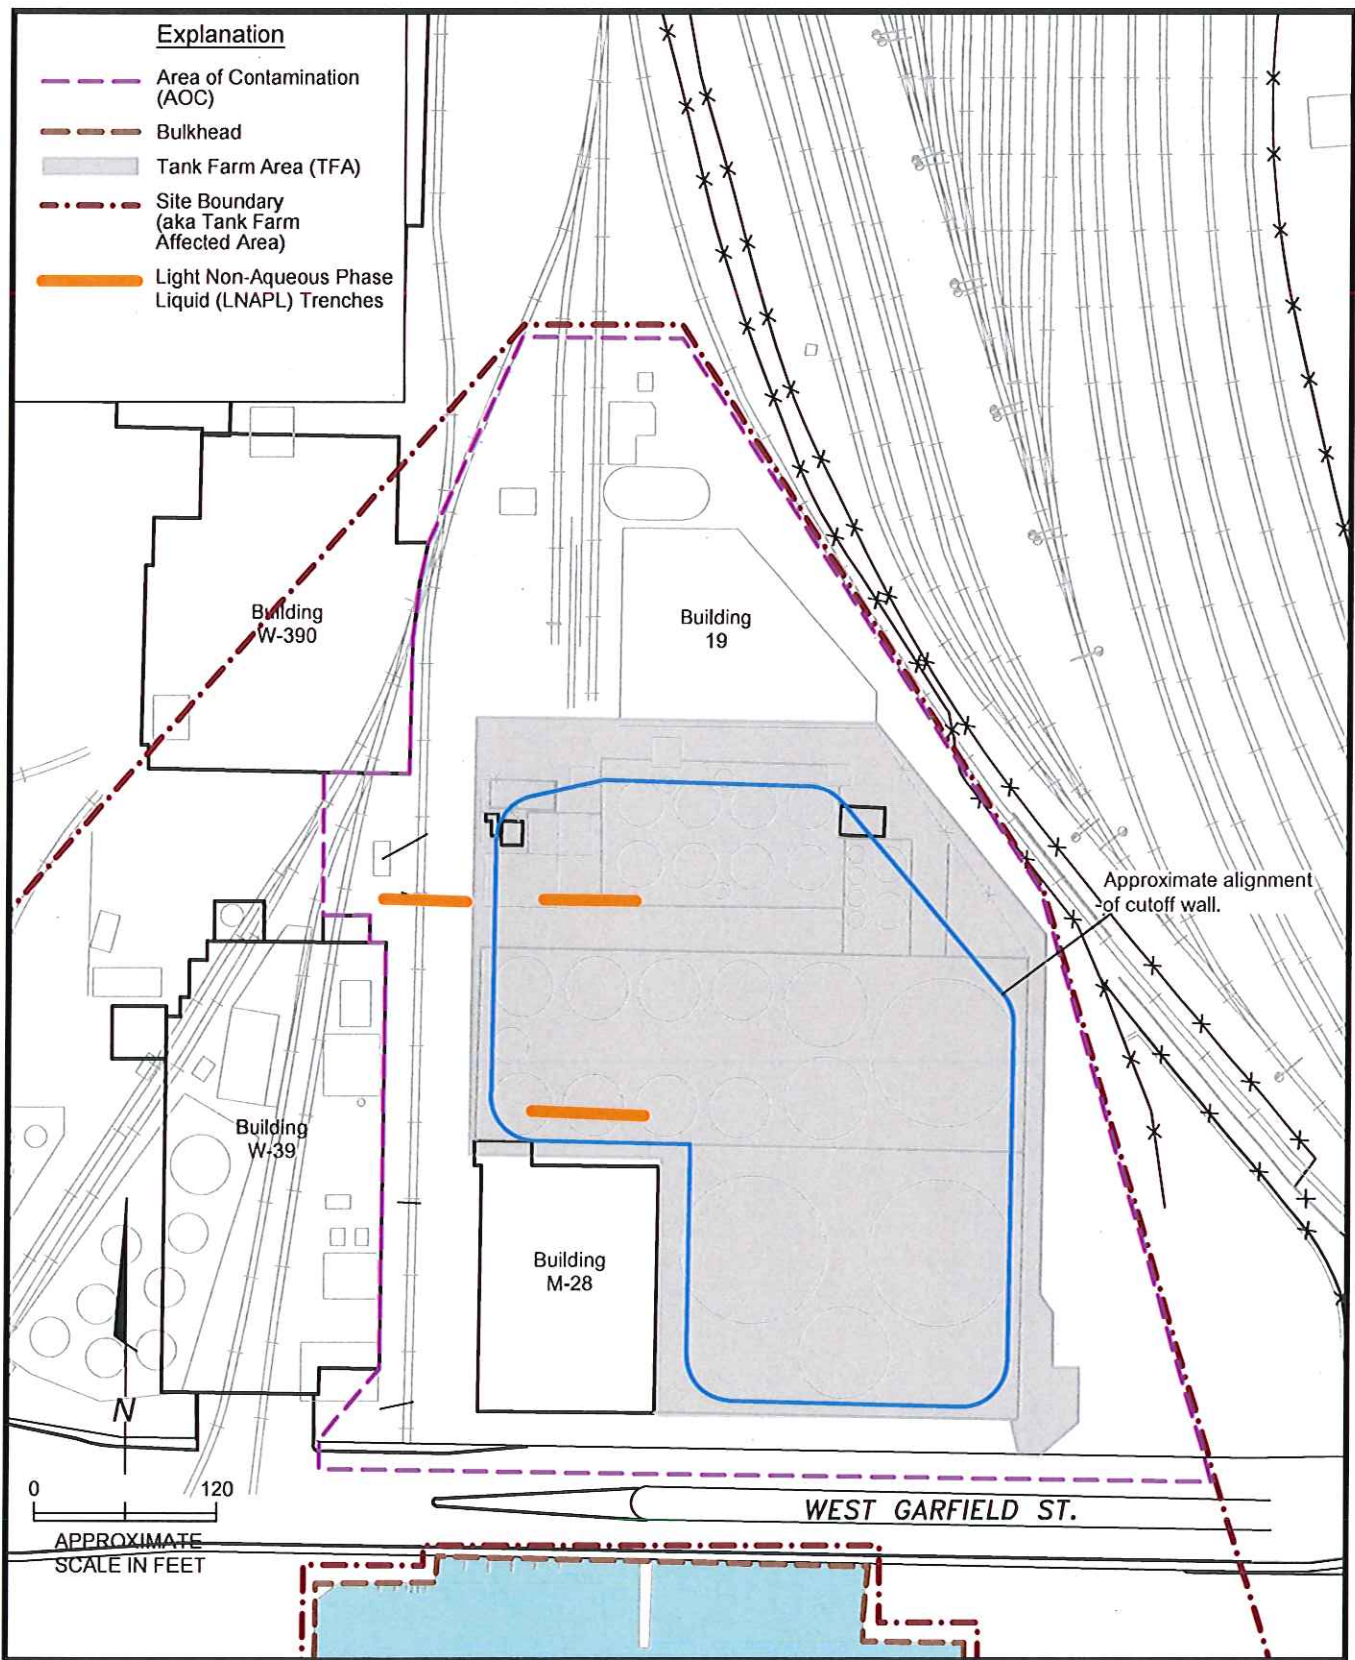 Explanation
Area of Contamination
(AOC)
Bulkhead
Tank Farm Area (TFA)
Site Boundary
(aka Tank Farm
Affected Area)
Light Non-Aqueous Phase
Liquid (LNAPL) Trenches
Building
W-390
Building
19
Approximate alignment
of cutoff wall.
Building
W-39
Building
M-28
N
0 120
APPROXIMATE
SCALE IN FEET
WEST GARFIELD ST.